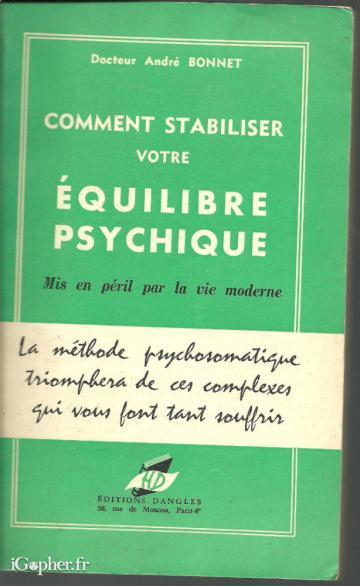 Docteur André BONNET
COMMENT STABILISER
VOTRE
ÉQUILIBRE
PSYCHIQUE
Mis en péril par la vie moderne
La méthode psychosomatique
triomphera de ces complexes
qui vous font tant souffrir
HD
ÉDITIONS DANGLES
38, rue de Moscou, Paris-8e
iGopher.fr